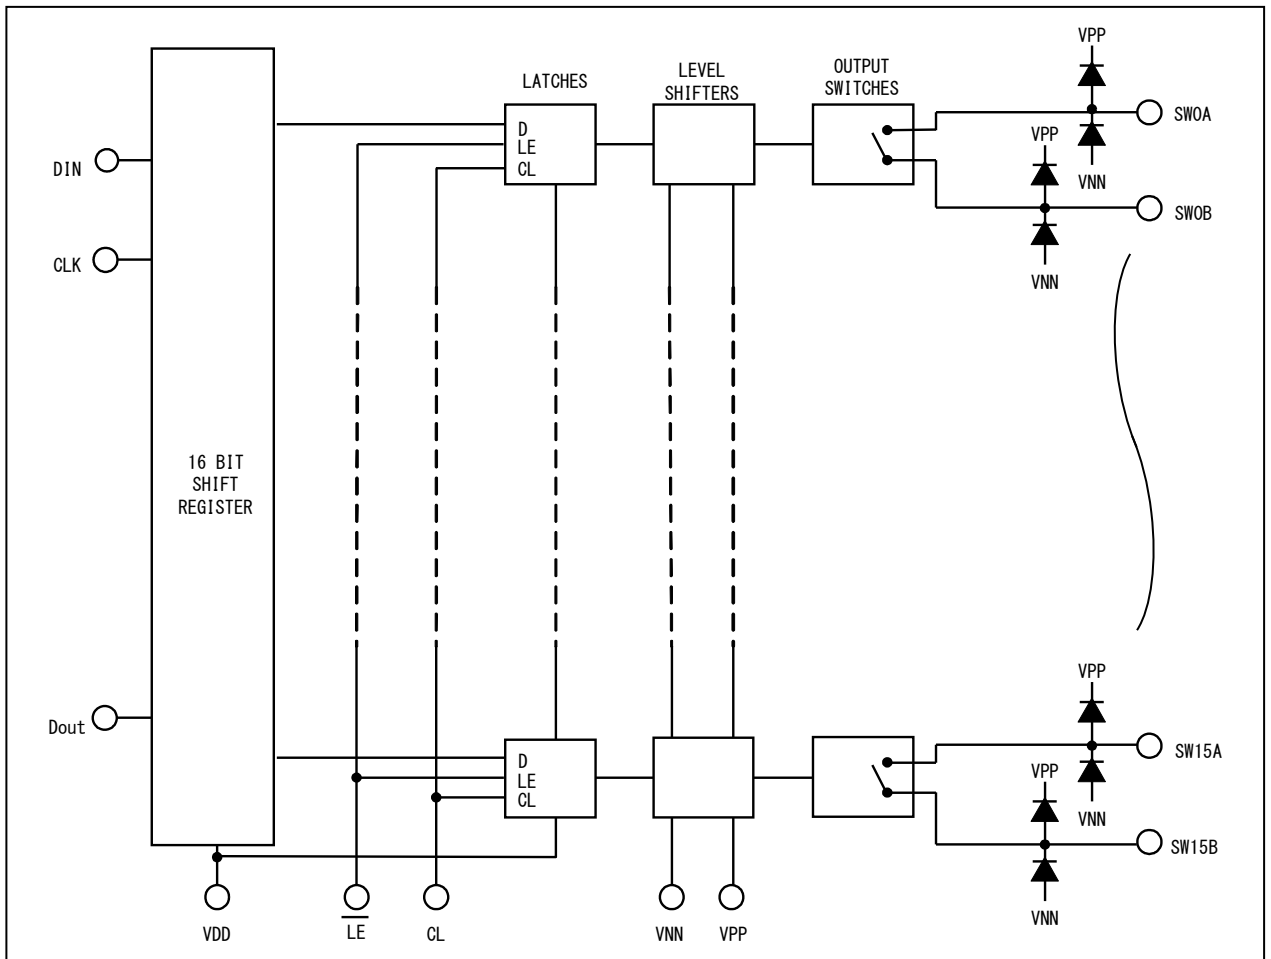 VPP
LATCHES
LEVEL
SHIFTERS
OUTPUT
SWITCHES
D
LE
CL
SW0A
VPP
VNN
SW0B
VNN
DIN
CLK
16 BIT
SHIFT
REGISTER
Dout
VPP
D
LE
CL
SW15A
VPP
VNN
SW15B
VNN
VDD
LE
CL
VNN
VPP